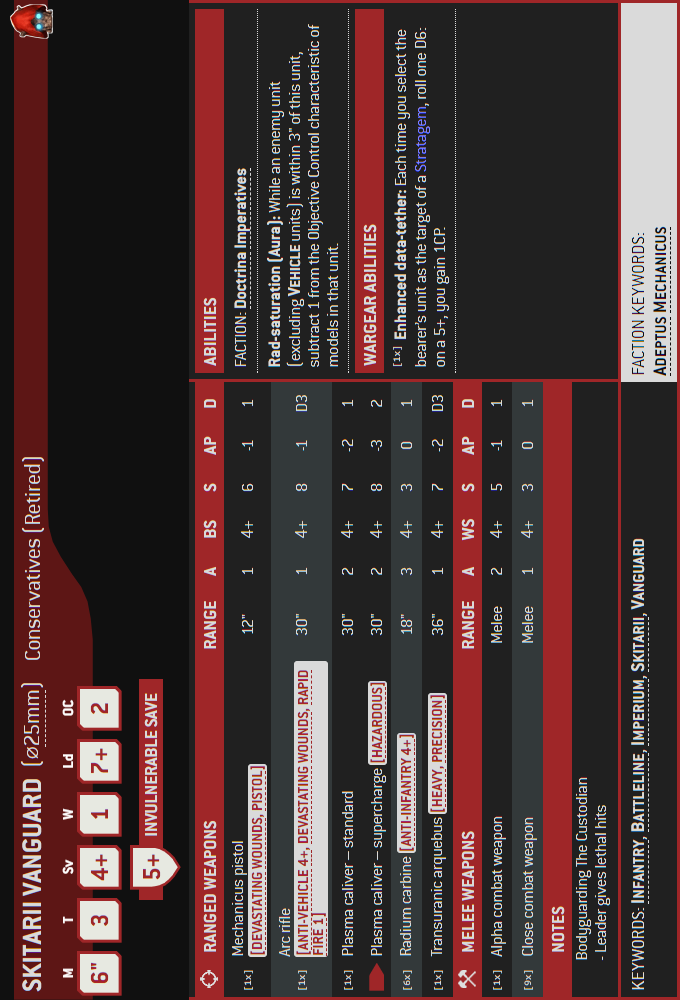 SKITARII VANGUARD (⌀25mm) Conservatives (Retired)
M T Sv W Ld OC
6" 3 4+ 1 7+ 2
5+ INVULNERABLE SAVE
RANGED WEAPONS RANGE A BS S AP D
[1x] Mechanicus pistol 12" 1 4+ 6 -1 1
[DEVASTATING WOUNDS, PISTOL]
[1x] Arc rifle 30" 1 4+ 8 -1 D3
[ANTI-VEHICLE 4+, DEVASTATING WOUNDS, RAPID
FIRE 1]
[1x] Plasma caliver – standard 30" 2 4+ 7 -2 1
Plasma caliver – supercharge [HAZARDOUS] 30" 2 4+ 8 -3 2
[6x] Radium carbine [ANTI-INFANTRY 4+] 18" 3 4+ 3 0 1
[1x] Transuranic arquebus [HEAVY, PRECISION] 36" 1 4+ 7 -2 D3
MELEE WEAPONS RANGE A WS S AP D
[1x] Alpha combat weapon Melee 2 4+ 5 -1 1
[9x] Close combat weapon Melee 1 4+ 3 0 1
NOTES
Bodyguarding The Custodian
- Leader gives lethal hits
ABILITIES
FACTION: Doctrina Imperatives
Rad-saturation (Aura): While an enemy unit
(excluding VEHICLE units) is within 3" of this unit,
subtract 1 from the Objective Control characteristic of
models in that unit.
WARGEAR ABILITIES
[1x] Enhanced data-tether: Each time you select the
bearer's unit as the target of a Stratagem, roll one D6:
on a 5+, you gain 1CP.
KEYWORDS: INFANTRY, BATTLELINE, IMPERIUM, SKITARII, VANGUARD
FACTION KEYWORDS:
ADEPTUS MECHANICUS